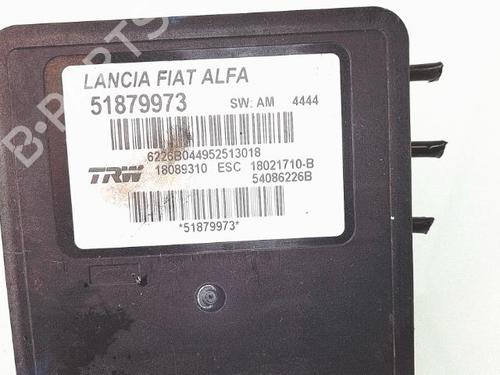 LANCIA FIAT ALFA
51879973 SW: AM 4444
6226B044952513018
TRW 18089310 ESC 18021710-B
54086226B
*51879973*
B-PARTS